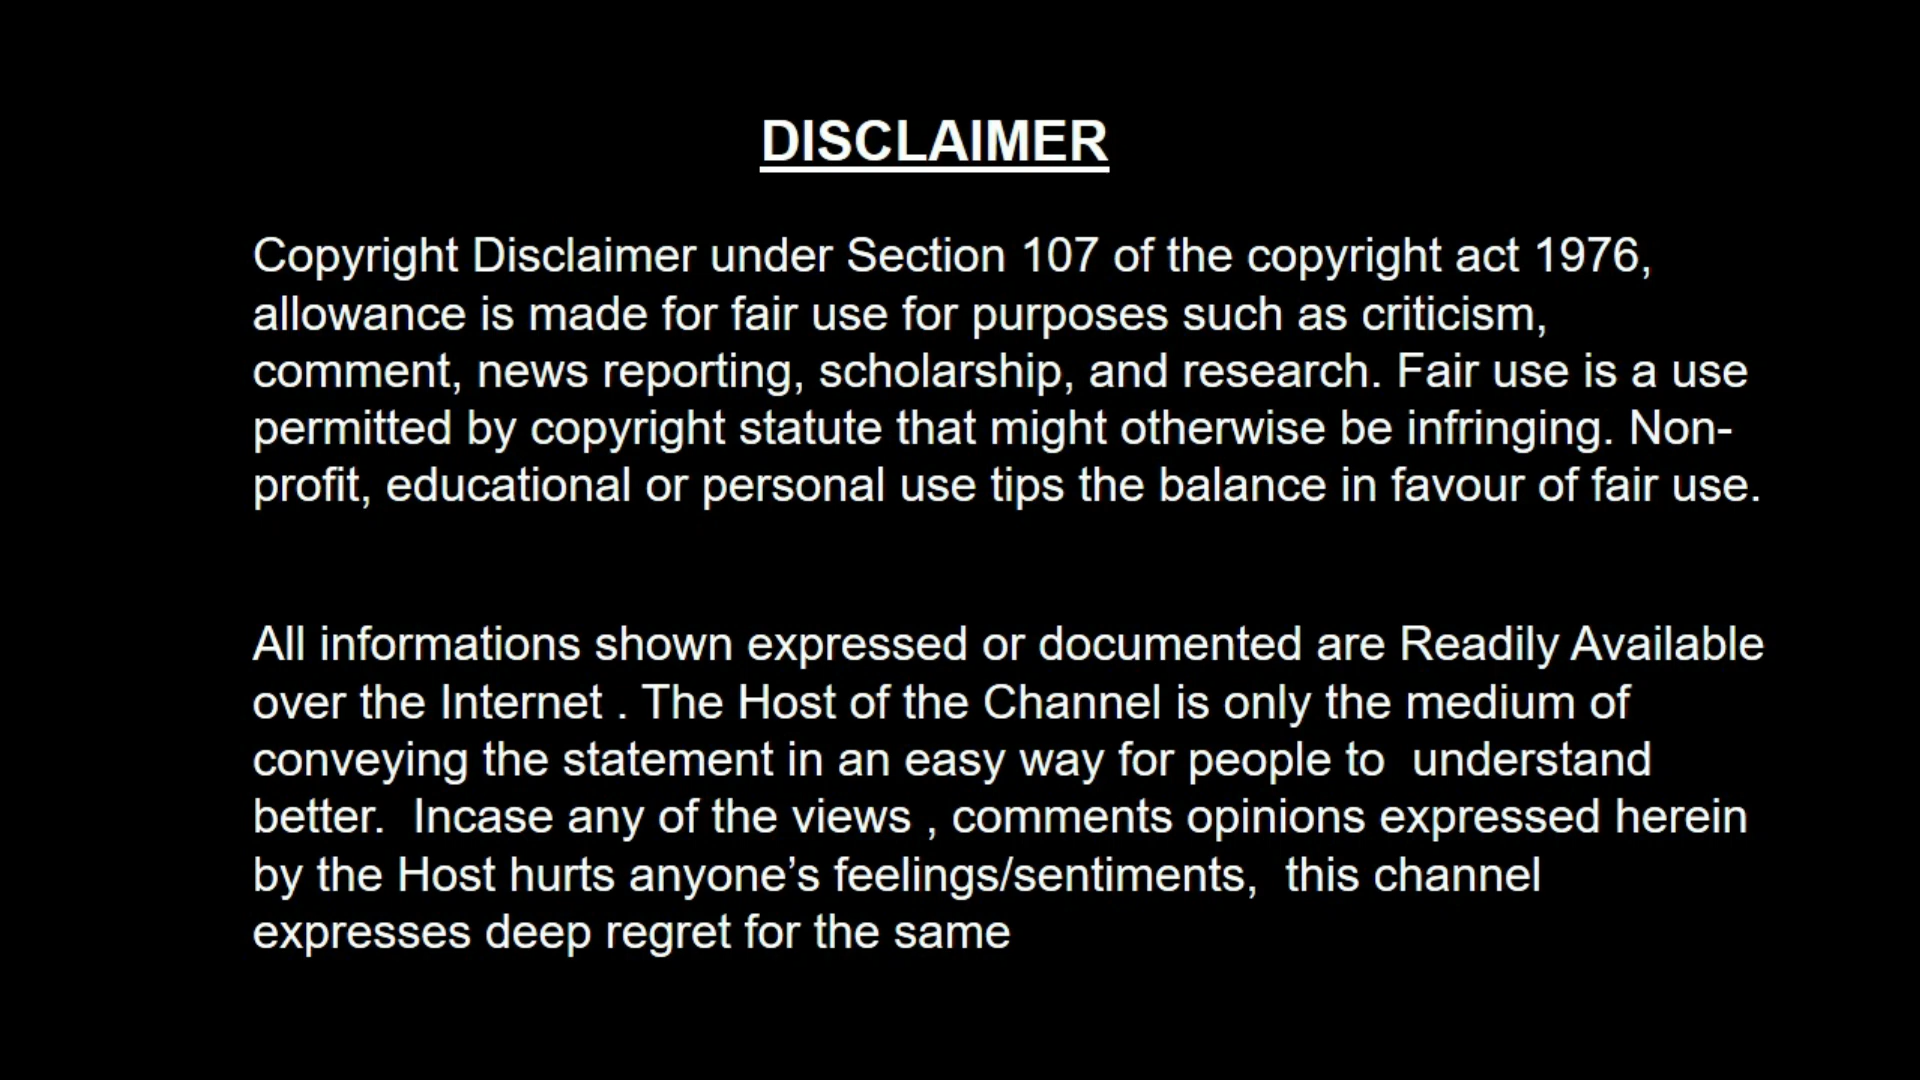 DISCLAIMER
Copyright Disclaimer under Section 107 of the copyright act 1976,
allowance is made for fair use for purposes such as criticism,
comment, news reporting, scholarship, and research. Fair use is a use
permitted by copyright statute that might otherwise be infringing. Non-
profit, educational or personal use tips the balance in favour of fair use.
All informations shown expressed or documented are Readily Available
over the Internet . The Host of the Channel is only the medium of
conveying the statement in an easy way for people to  understand
better.  Incase any of the views , comments opinions expressed herein
by the Host hurts anyone’s feelings/sentiments,  this channel
expresses deep regret for the same